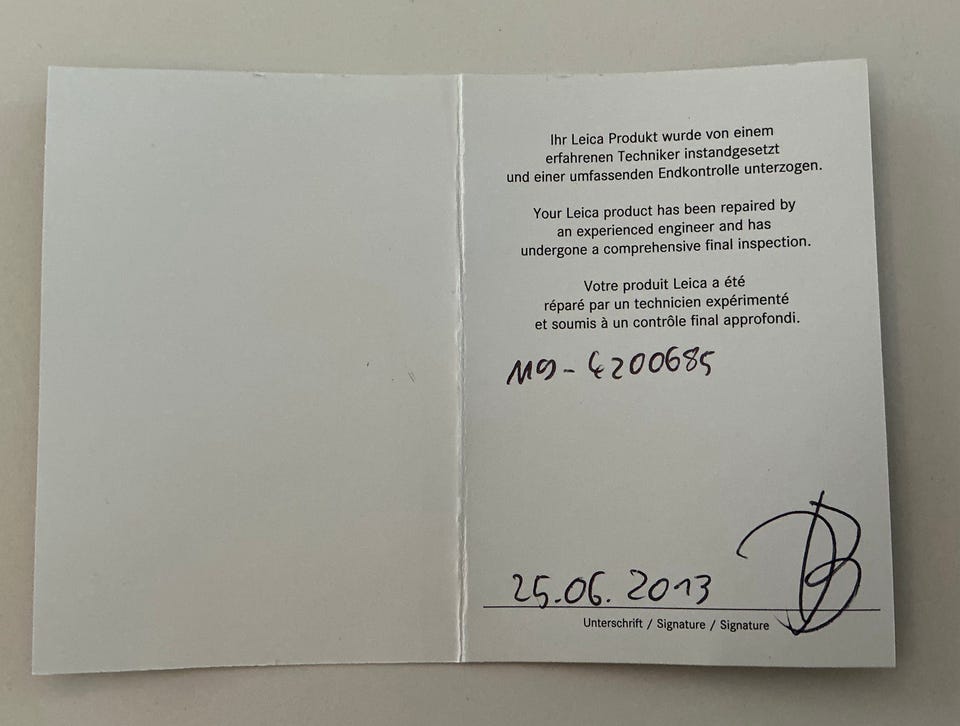 Ihr Leica Produkt wurde von einem
erfahrenen Techniker instandgesetzt
und einer umfassenden Endkontrolle unterzogen.
Your Leica product has been repaired by
an experienced engineer and has
undergone a comprehensive final inspection.
Votre produit Leica a été
réparé par un technicien expérimenté
et soumis à un contrôle final approfondi.
M9 -
25.06.2013
Unterschrift / Signature / Signature